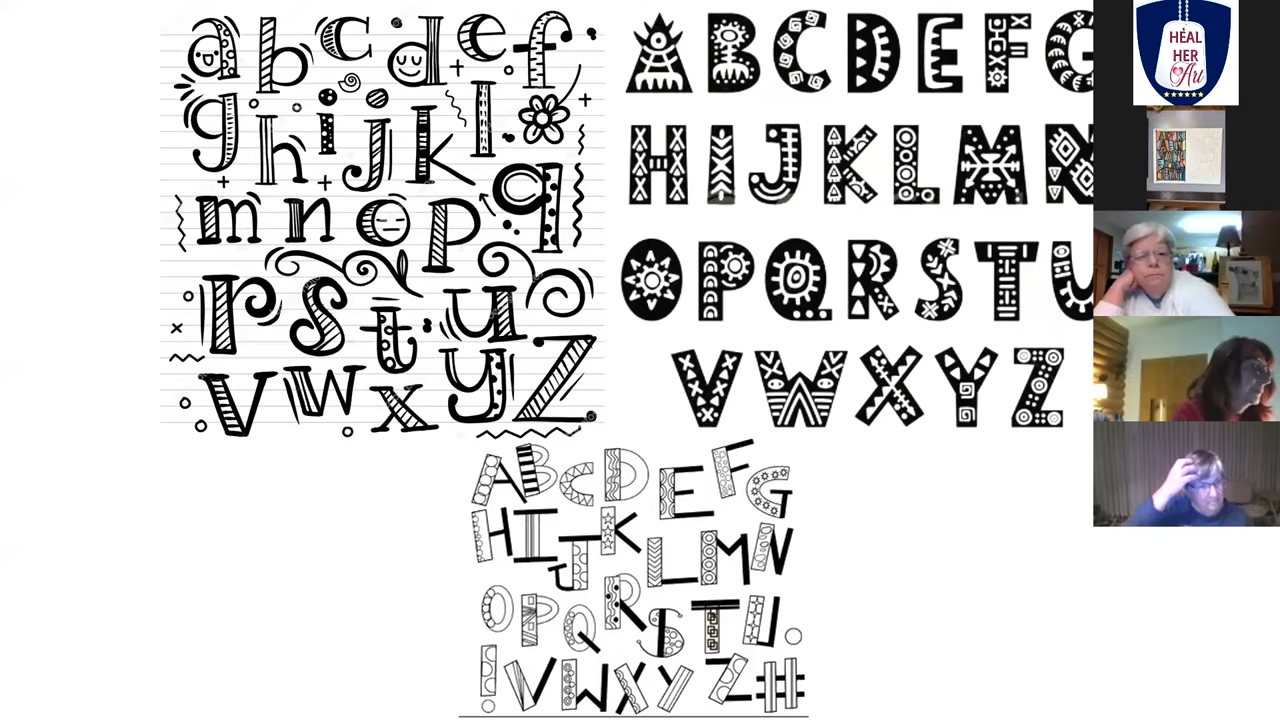 a b c d e f
g h i j k l
m n o p q
r s t u
v w x y z
A B C D E F G
H I J K L M N
O P Q R S T U
V W X Y Z
A B C D E F G
H I J K L M N
O P Q R S T U
! V W X Y Z #
HEAL
HER
Art